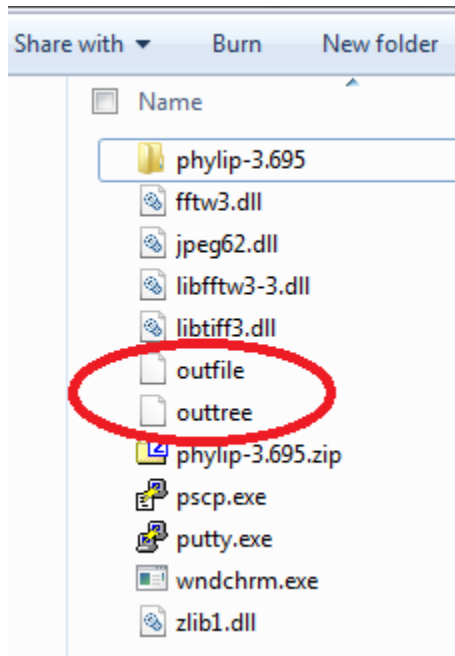 Share with Burn New folder
Name
phylip-3.695
fftw3.dll
jpeg62.dll
libfftw3-3.dll
libtiff3.dll
outfile
outtree
phylip-3.695.zip
pscp.exe
putty.exe
wndchrm.exe
zlib1.dll